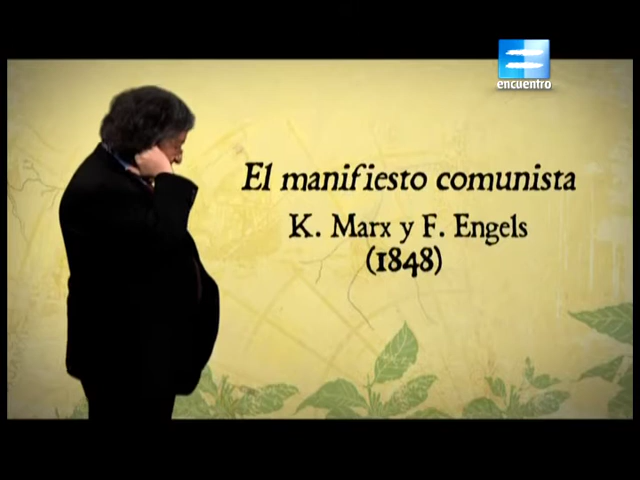 encuentro
El manifiesto comunista
K. Marx y F. Engels
(1848)